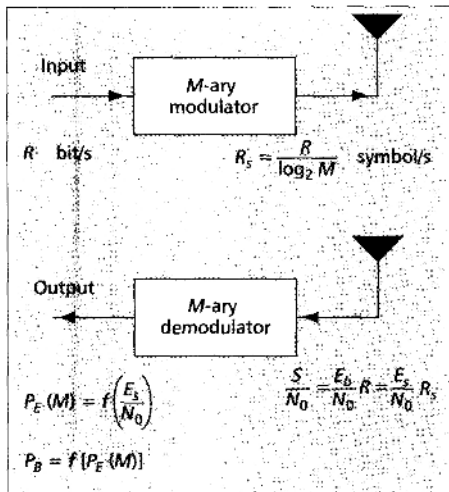 Input
M-ary
modulator
R bit/s
R_s = R / log_2 M symbol/s
Output
M-ary
demodulator
S/N_0 = E_b/N_0 R = E_s/N_0 R_s
P_E (M) = f(E_s/N_0)
P_B = f [P_E (M)]